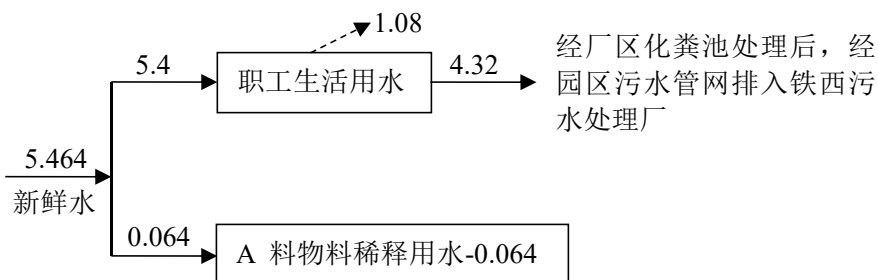 1.08
5.4
职工生活用水
4.32
经厂区化粪池处理后，经
园区污水管网排入铁西污
水处理厂
5.464
新鲜水
0.064
A 料物料稀释用水-0.064